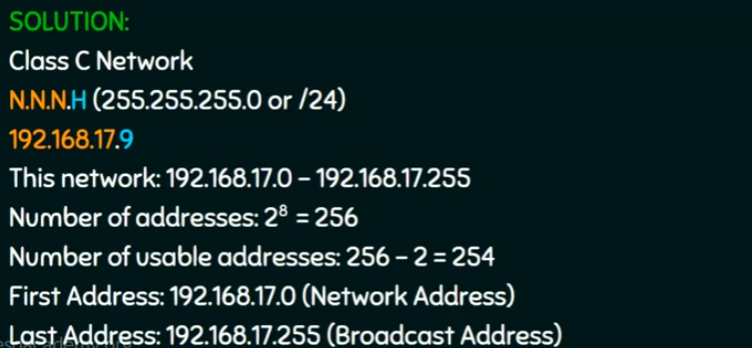 SOLUTION:
Class C Network
N.N.N.H (255.255.255.0 or /24)
192.168.17.9
This network: 192.168.17.0 – 192.168.17.255
Number of addresses: 2⁸ = 256
Number of usable addresses: 256 – 2 = 254
First Address: 192.168.17.0 (Network Address)
Last Address: 192.168.17.255 (Broadcast Address)